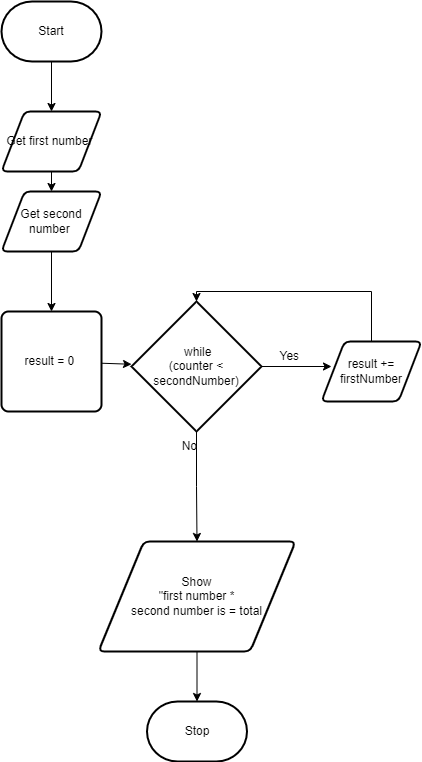 Start
Get first number
Get second
number
result = 0
while
(counter <
secondNumber)
Yes
result +=
firstNumber
No
Show
"first number *
second number is = total
Stop